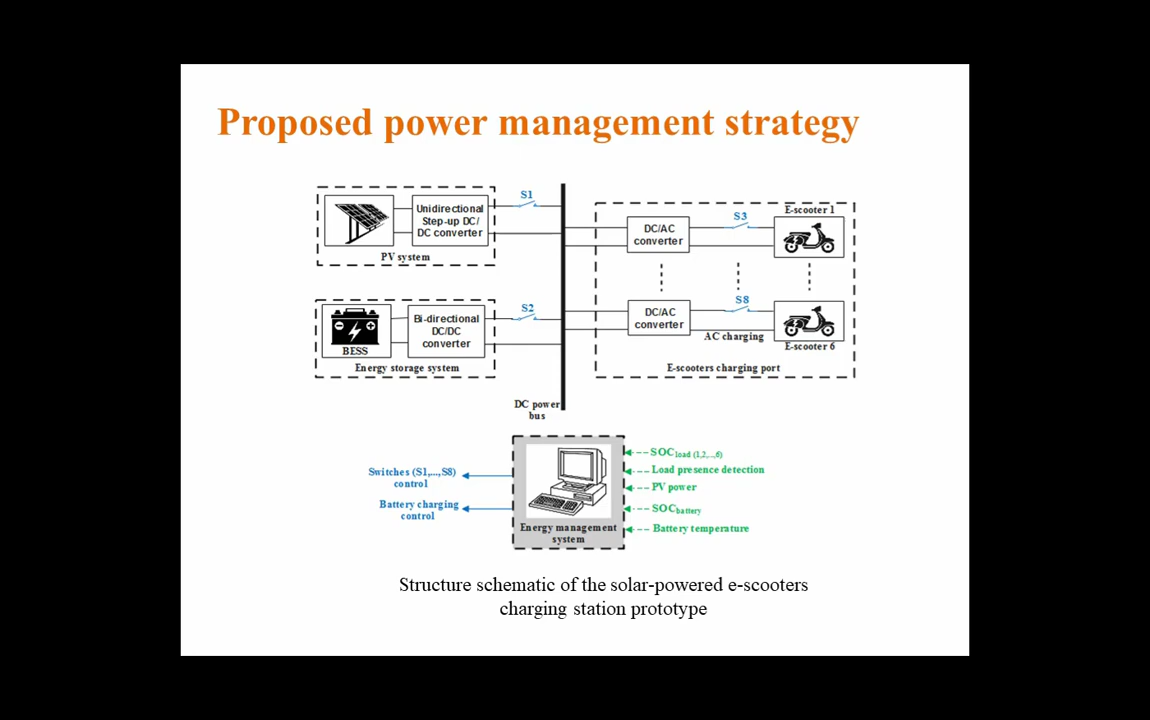 Proposed power management strategy
S1
Unidirectional
Step-up DC/
DC converter
PV system
S2
Bi-directional
DC/DC
converter
BESS
Energy storage system
DC power
bus
E-scooter 1
S3
DC/AC
converter
S8
DC/AC
converter
AC charging
E-scooter 6
E-scooters charging port
Switches (S1,...,S8)
control
Battery charging
control
Energy management
system
SOCload (1,2,..,6)
Load presence detection
PV power
SOCbattery
Battery temperature
Structure schematic of the solar-powered e-scooters
charging station prototype